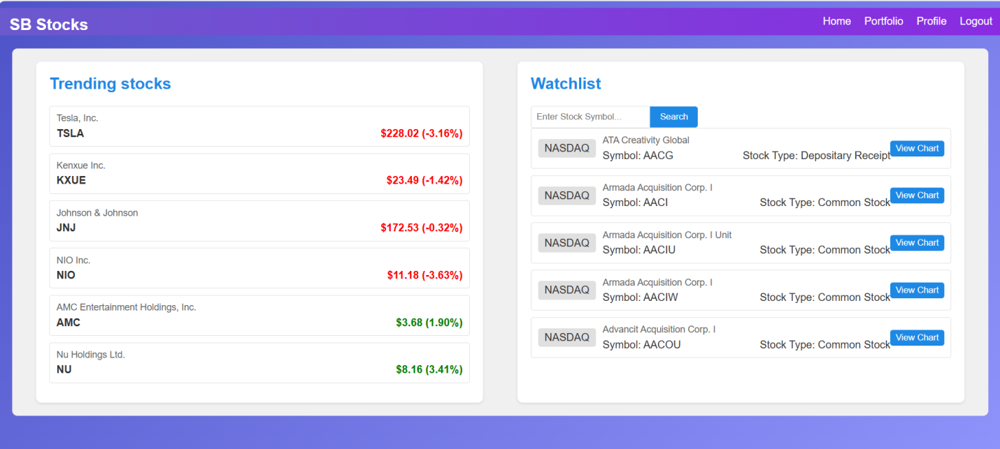 SB Stocks
Home Portfolio Profile Logout
Trending stocks
Tesla, Inc.
TSLA $228.02 (-3.16%)
Kenxue Inc.
KXUE $23.49 (-1.42%)
Johnson & Johnson
JNJ $172.53 (-0.32%)
NIO Inc.
NIO $11.18 (-3.63%)
AMC Entertainment Holdings, Inc.
AMC $3.68 (1.90%)
Nu Holdings Ltd.
NU $8.16 (3.41%)
Watchlist
Enter Stock Symbol... Search
ATA Creativity Global
NASDAQ Symbol: AACG Stock Type: Depositary Receipt View Chart
Armada Acquisition Corp. I
NASDAQ Symbol: AACI Stock Type: Common Stock View Chart
Armada Acquisition Corp. I Unit
NASDAQ Symbol: AACIU Stock Type: Common Stock View Chart
Armada Acquisition Corp. I
NASDAQ Symbol: AACIW Stock Type: Common Stock View Chart
Advancit Acquisition Corp. I
NASDAQ Symbol: AACOU Stock Type: Common Stock View Chart